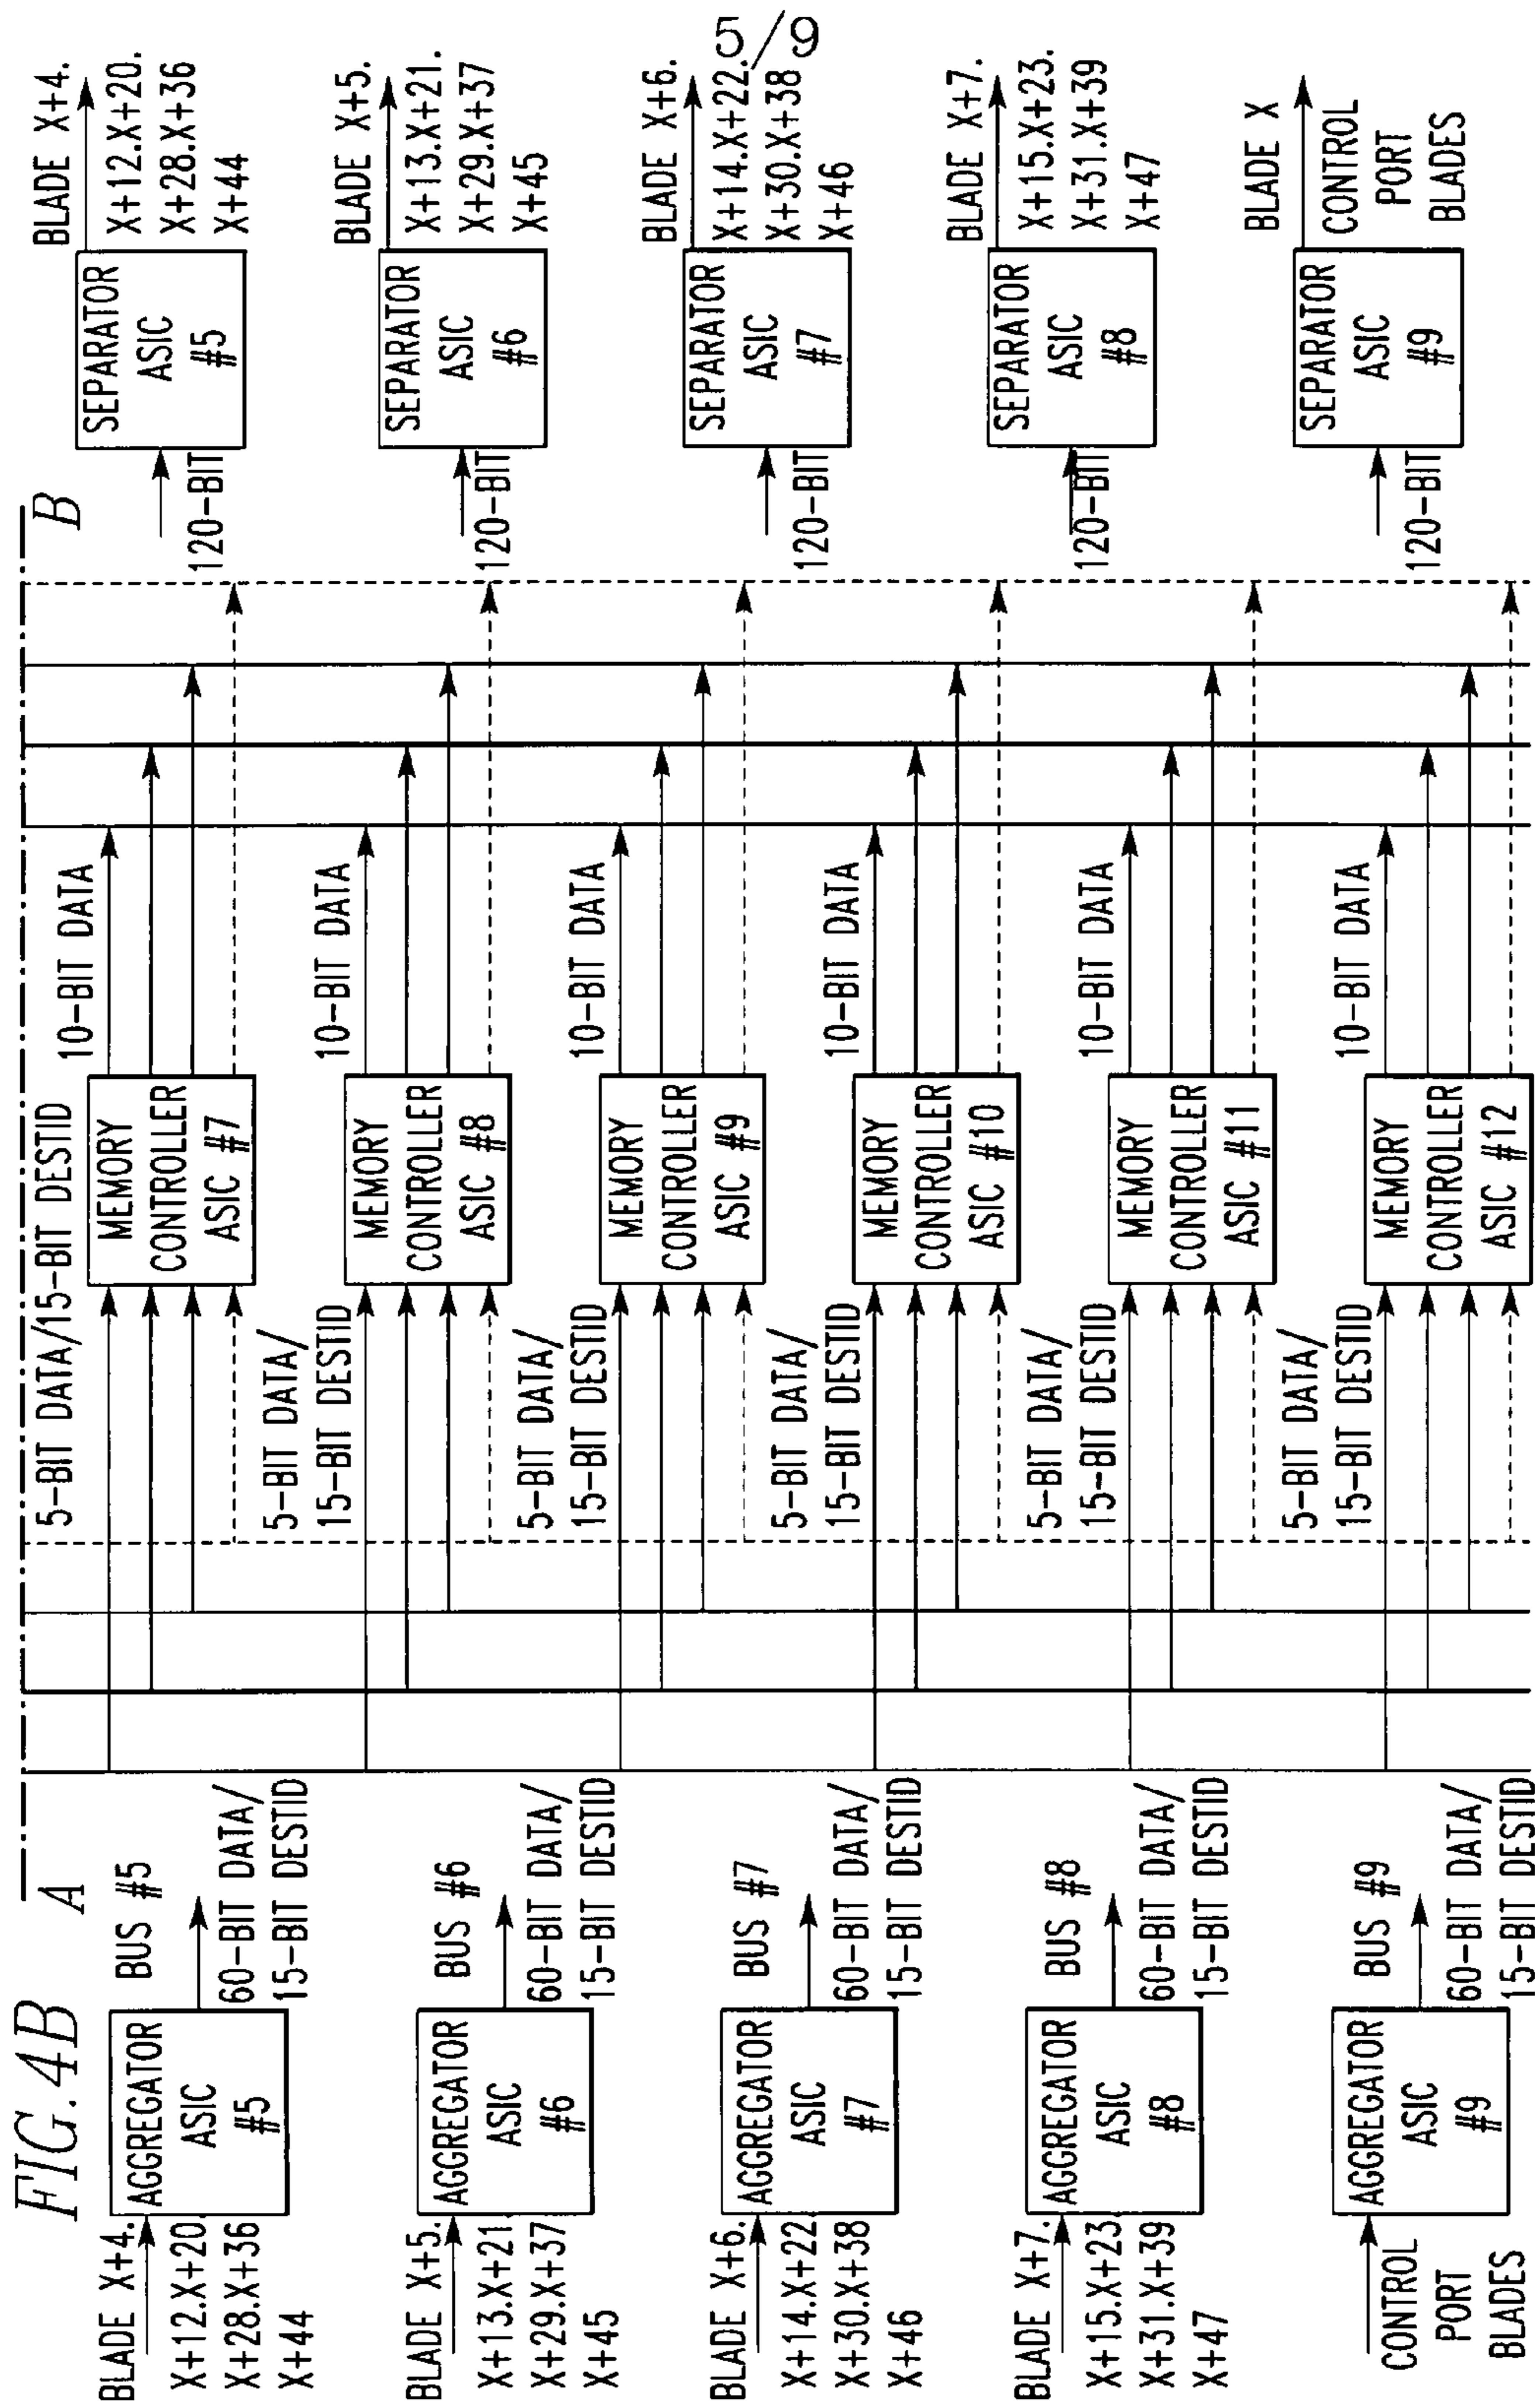 5/9
FIG. 4B
A
B
BLADE X+4.
X+12.X+20.
X+28.X+36
X+44
AGGREGATOR
ASIC
#5
BUS #5
60-BIT DATA/
15-BIT DESTID
BLADE X+5.
X+13.X+21.
X+29.X+37
X+45
AGGREGATOR
ASIC
#6
BUS #6
60-BIT DATA/
15-BIT DESTID
BLADE X+6.
X+14.X+22.
X+30.X+38
X+46
AGGREGATOR
ASIC
#7
BUS #7
60-BIT DATA/
15-BIT DESTID
BLADE X+7.
X+15.X+23.
X+31.X+39
X+47
AGGREGATOR
ASIC
#8
BUS #8
60-BIT DATA/
15-BIT DESTID
CONTROL
PORT
BLADES
AGGREGATOR
ASIC
#9
BUS #9
60-BIT DATA/
15-BIT DESTID
5-BIT DATA/15-BIT DESTID
MEMORY
CONTROLLER
ASIC #7
10-BIT DATA
5-BIT DATA/
15-BIT DESTID
MEMORY
CONTROLLER
ASIC #8
10-BIT DATA
5-BIT DATA/
15-BIT DESTID
MEMORY
CONTROLLER
ASIC #9
10-BIT DATA
5-BIT DATA/
15-BIT DESTID
MEMORY
CONTROLLER
ASIC #10
10-BIT DATA
5-BIT DATA/
15-BIT DESTID
MEMORY
CONTROLLER
ASIC #11
10-BIT DATA
5-BIT DATA/
15-BIT DESTID
MEMORY
CONTROLLER
ASIC #12
10-BIT DATA
120-BIT
SEPARATOR
ASIC
#5
BLADE X+4.
X+12.X+20.
X+28.X+36
X+44
120-BIT
SEPARATOR
ASIC
#6
BLADE X+5.
X+13.X+21.
X+29.X+37
X+45
120-BIT
SEPARATOR
ASIC
#7
BLADE X+6.
X+14.X+22.
X+30.X+38
X+46
120-BIT
SEPARATOR
ASIC
#8
BLADE X+7.
X+15.X+23.
X+31.X+39
X+47
120-BIT
SEPARATOR
ASIC
#9
BLADE X
CONTROL
PORT
BLADES